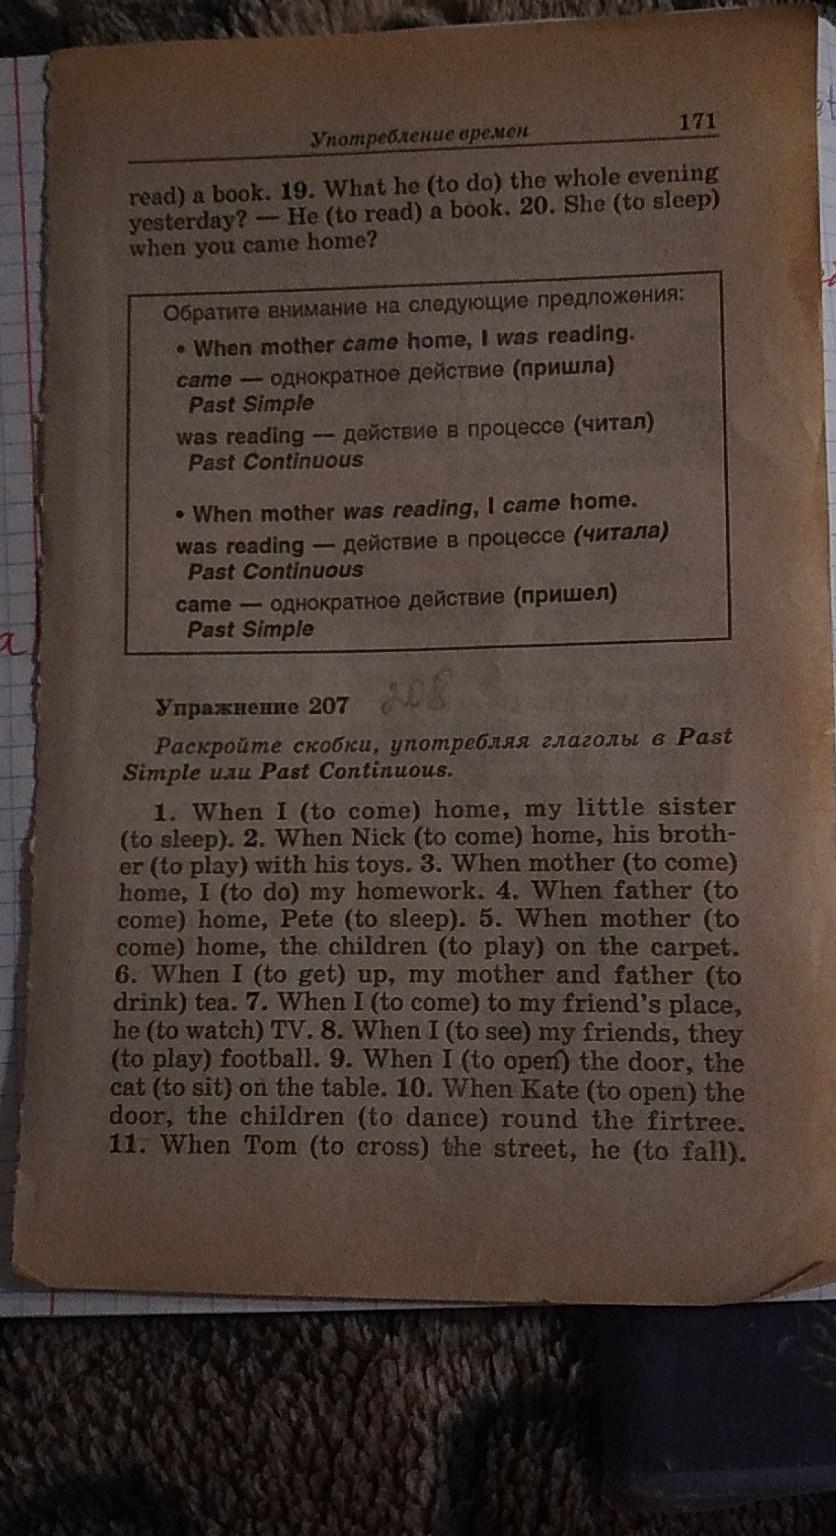 Употребление времен 171
read) a book. 19. What he (to do) the whole evening
yesterday? — He (to read) a book. 20. She (to sleep)
when you came home?
Обратите внимание на следующие предложения:
• When mother came home, I was reading.
came — однократное действие (пришла)
Past Simple
was reading — действие в процессе (читал)
Past Continuous
• When mother was reading, I came home.
was reading — действие в процессе (читала)
Past Continuous
came — однократное действие (пришел)
Past Simple
Упражнение 207 208
Раскройте скобки, употребляя глаголы в Past
Simple или Past Continuous.
1. When I (to come) home, my little sister
(to sleep). 2. When Nick (to come) home, his broth-
er (to play) with his toys. 3. When mother (to come)
home, I (to do) my homework. 4. When father (to
come) home, Pete (to sleep). 5. When mother (to
come) home, the children (to play) on the carpet.
6. When I (to get) up, my mother and father (to
drink) tea. 7. When I (to come) to my friend's place,
he (to watch) TV. 8. When I (to see) my friends, they
(to play) football. 9. When I (to open) the door, the
cat (to sit) on the table. 10. When Kate (to open) the
door, the children (to dance) round the firtree.
11. When Tom (to cross) the street, he (to fall).